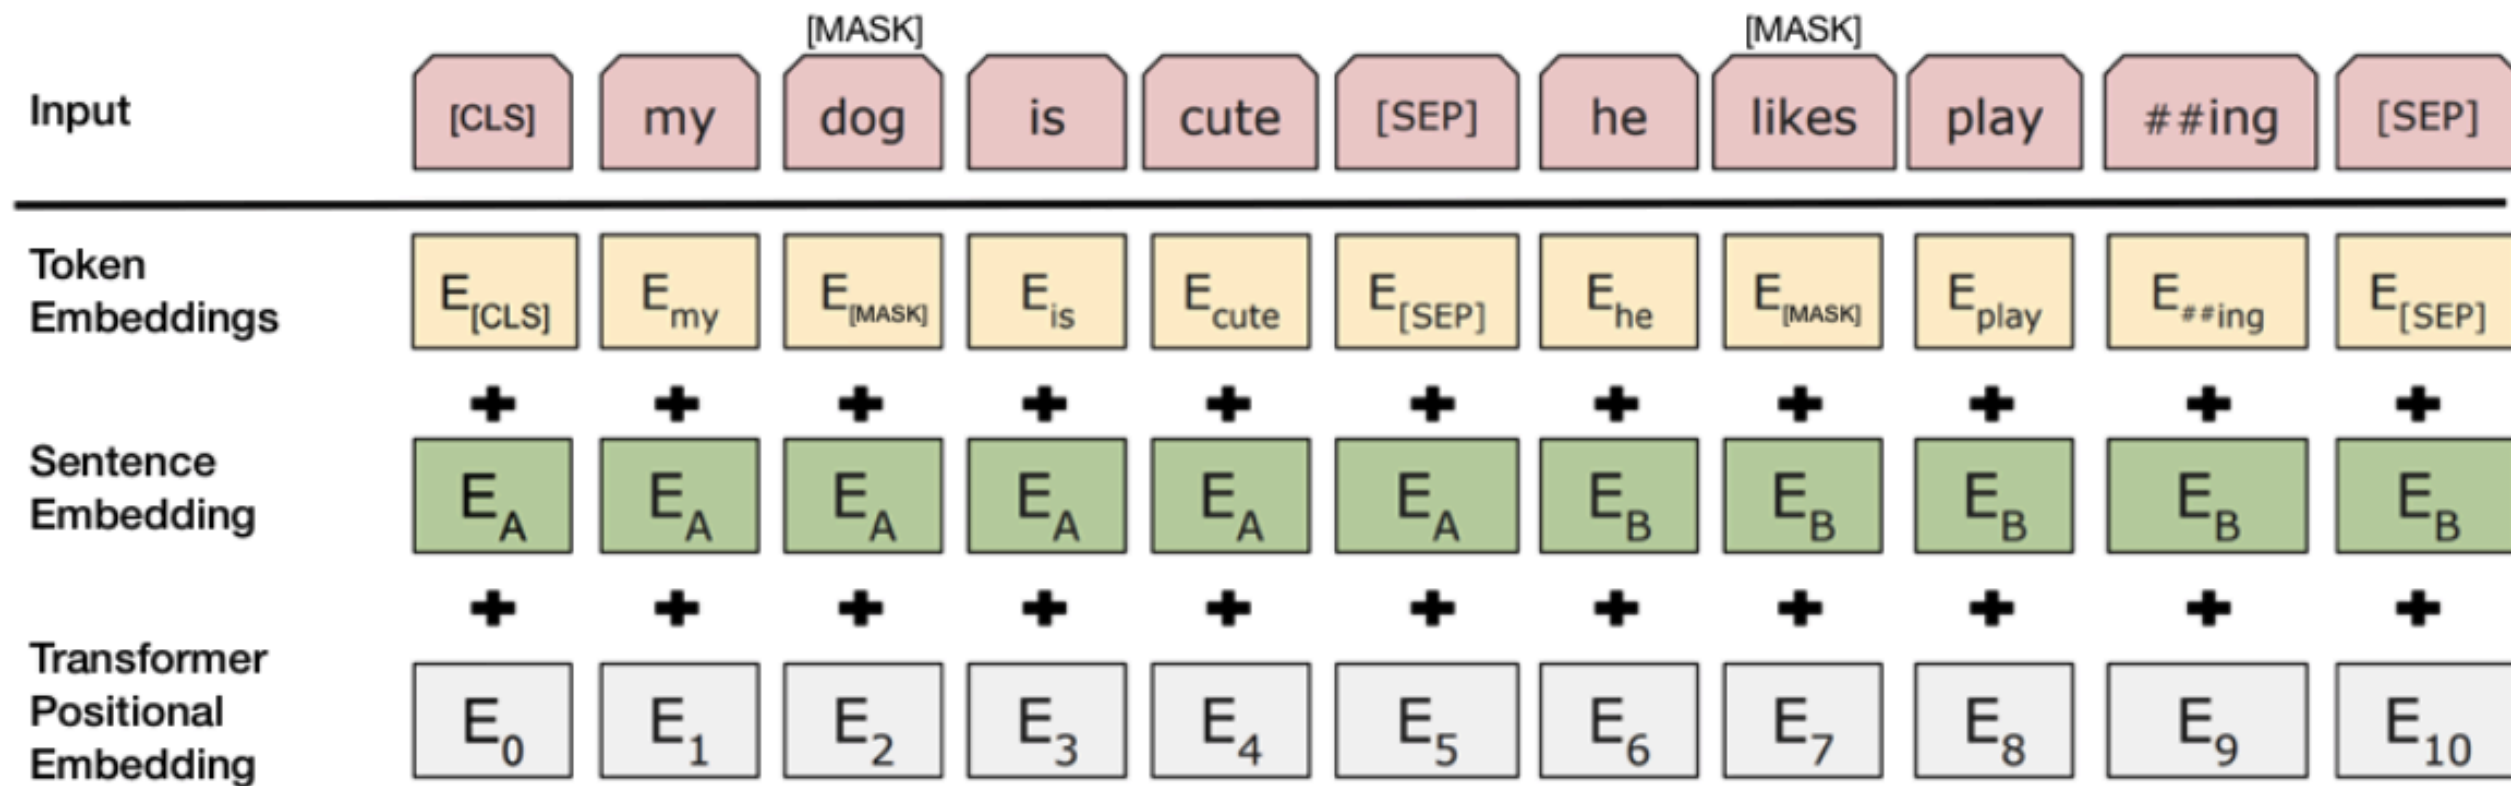 [MASK] [MASK]
Input [CLS] my dog is cute [SEP] he likes play ##ing [SEP]
Token
Embeddings E[CLS] Emy E[MASK] Eis Ecute E[SEP] Ehe E[MASK] Eplay E##ing E[SEP]
+ + + + + + + + + + +
Sentence
Embedding EA EA EA EA EA EA EB EB EB EB EB
+ + + + + + + + + + +
Transformer
Positional
Embedding E0 E1 E2 E3 E4 E5 E6 E7 E8 E9 E10